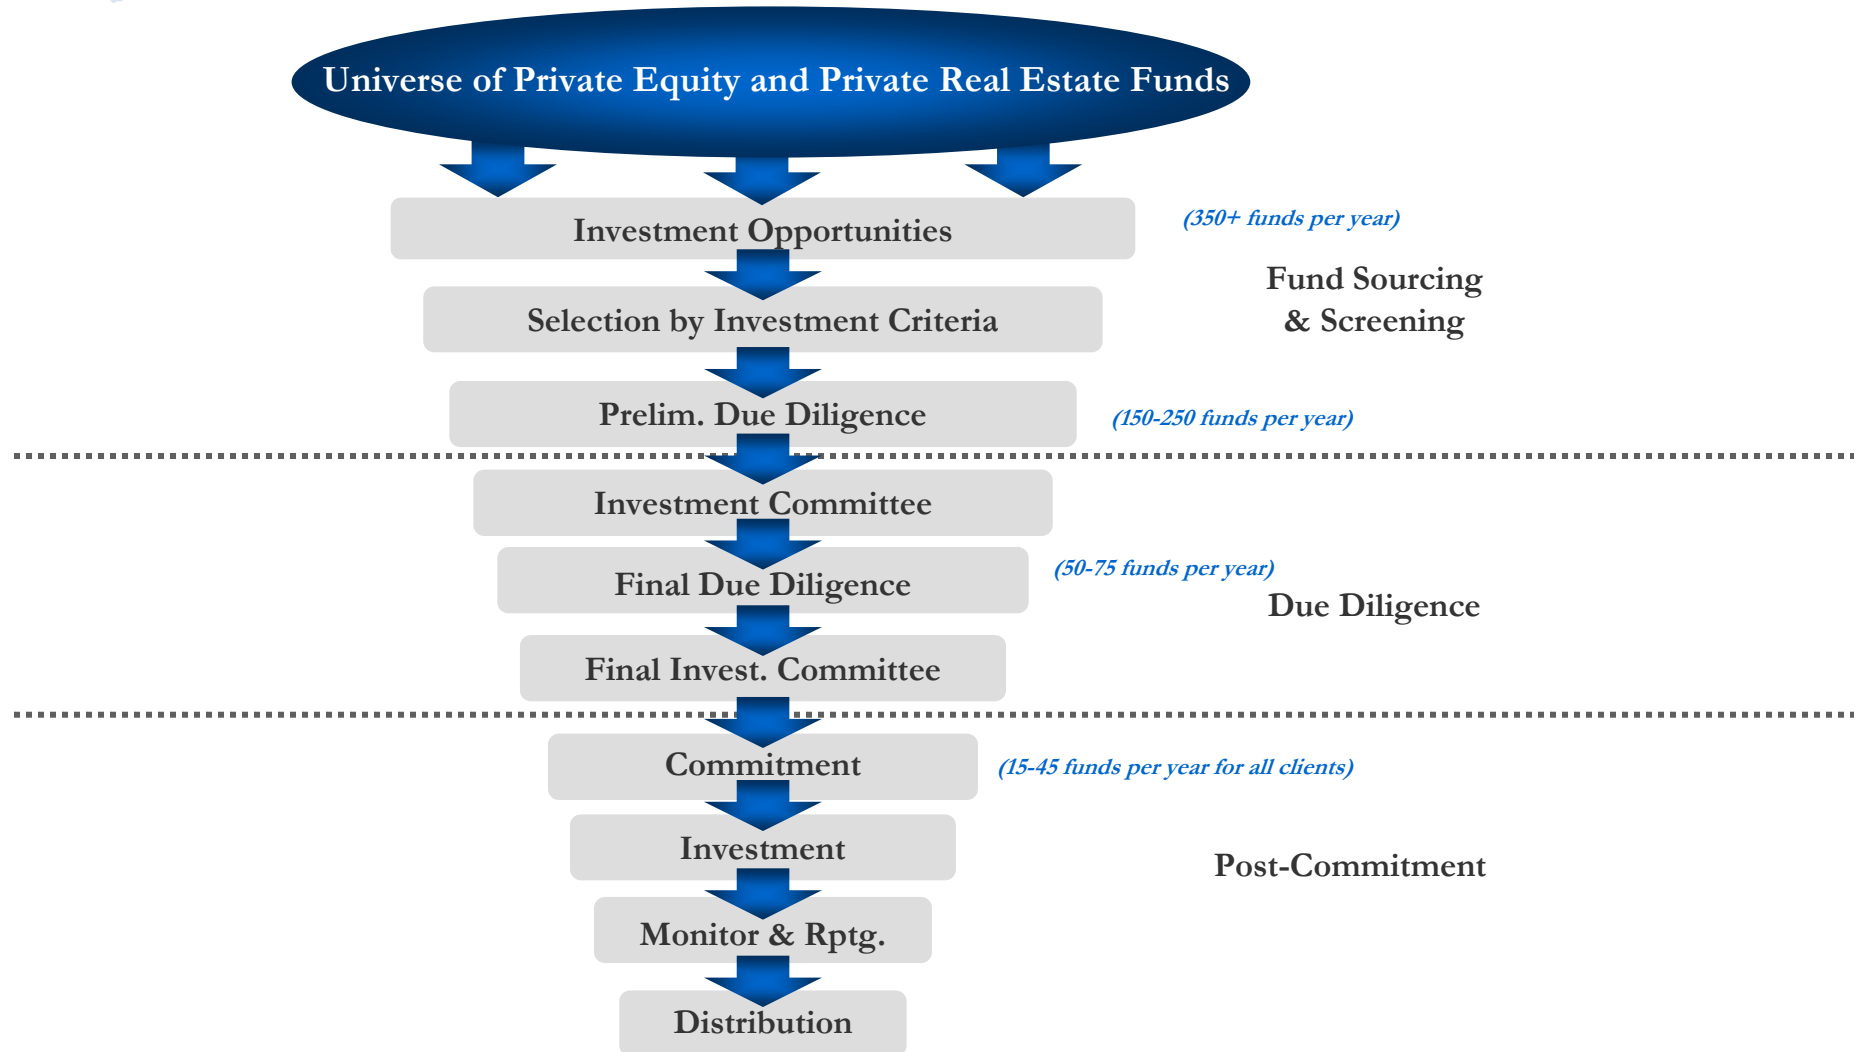 Universe of Private Equity and Private Real Estate Funds
Investment Opportunities
(350+ funds per year)
Fund Sourcing
& Screening
Selection by Investment Criteria
Prelim. Due Diligence
(150-250 funds per year)
Investment Committee
Final Due Diligence
(50-75 funds per year)
Due Diligence
Final Invest. Committee
Commitment
(15-45 funds per year for all clients)
Investment
Post-Commitment
Monitor & Rptg.
Distribution